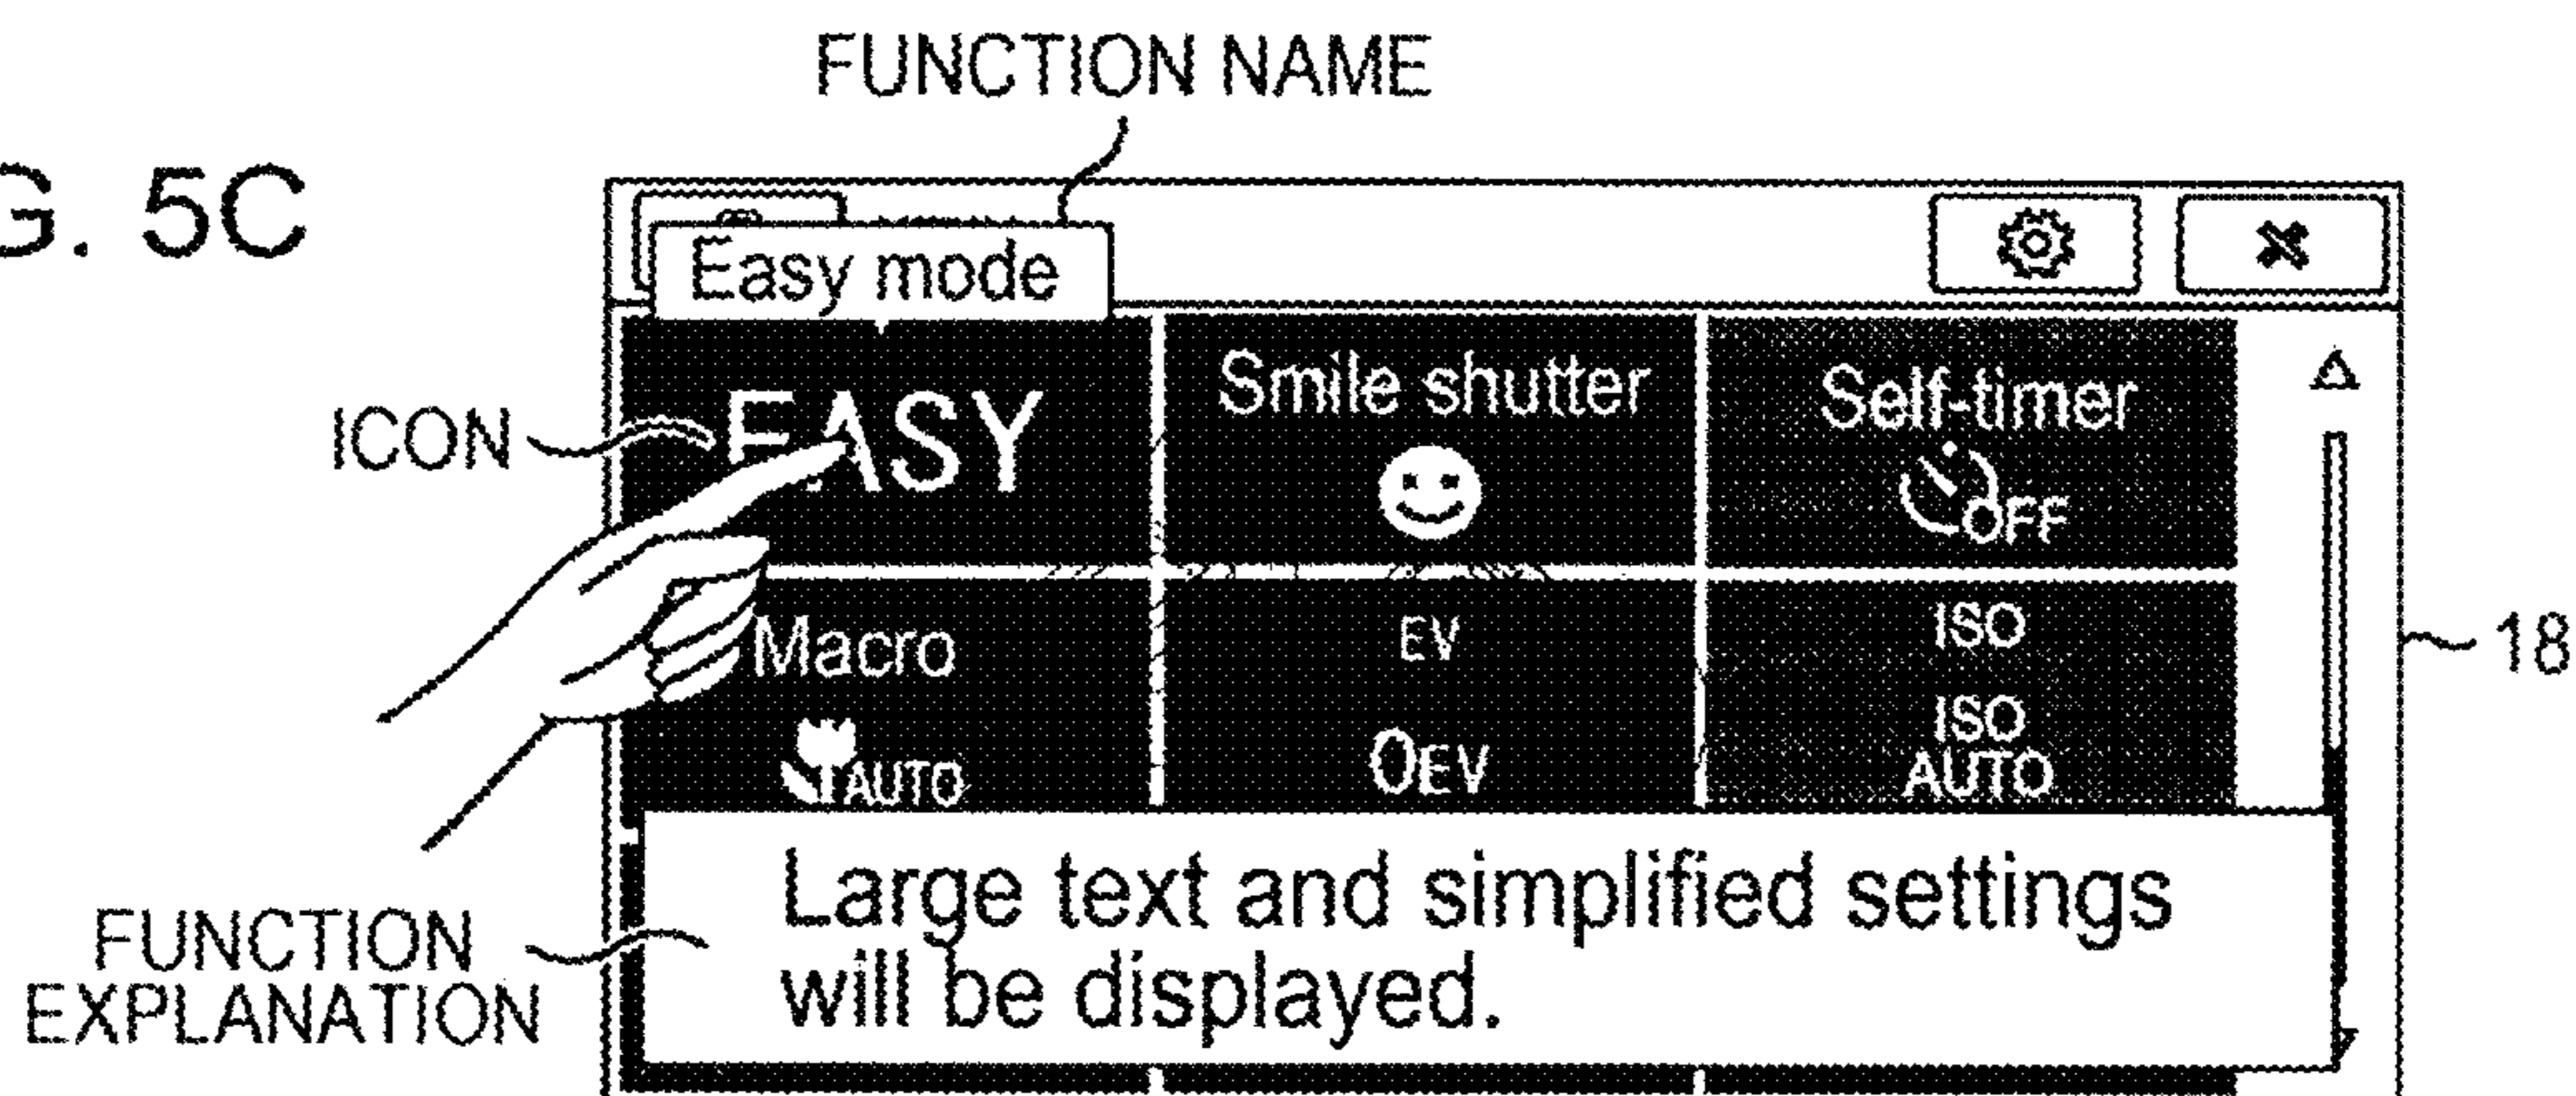 FUNCTION NAME
G. 5C
Easy mode
ICON
EASY
Smile shutter
Self-timer
OFF
Macro
EV
ISO
18
AUTO
0EV
ISO
AUTO
FUNCTION
EXPLANATION
Large text and simplified settings
will be displayed.